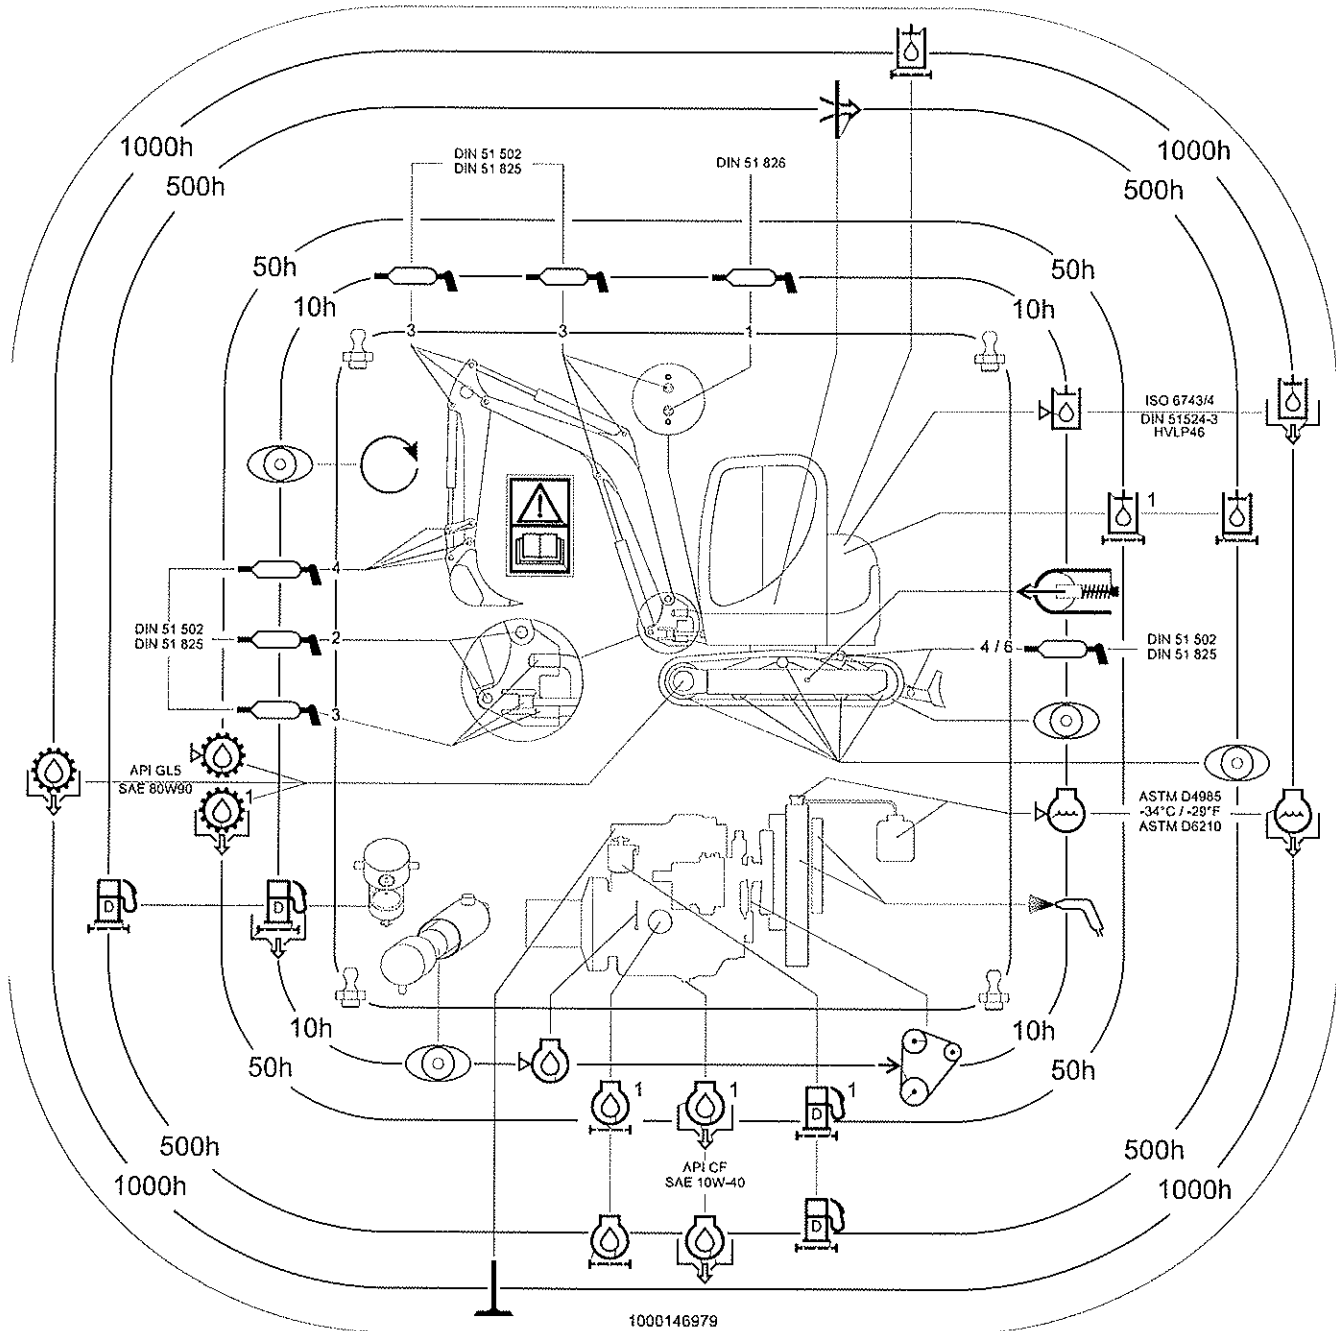 1000h
1000h
500h
500h
DIN 51 502
DIN 51 825
DIN 51 826
50h
50h
10h
10h
3
3
1
ISO 6743/4
DIN 51524-3
HVLP46
1
4
DIN 51 502
DIN 51 825
2
4 / 6
DIN 51 502
DIN 51 825
3
API GL5
SAE 80W90
1
ASTM D4985
-34°C / -29°F
ASTM D6210
D
D
10h
10h
50h
50h
1
1
1
D
500h
500h
API CF
SAE 10W-40
1000h
1000h
D
1000146979